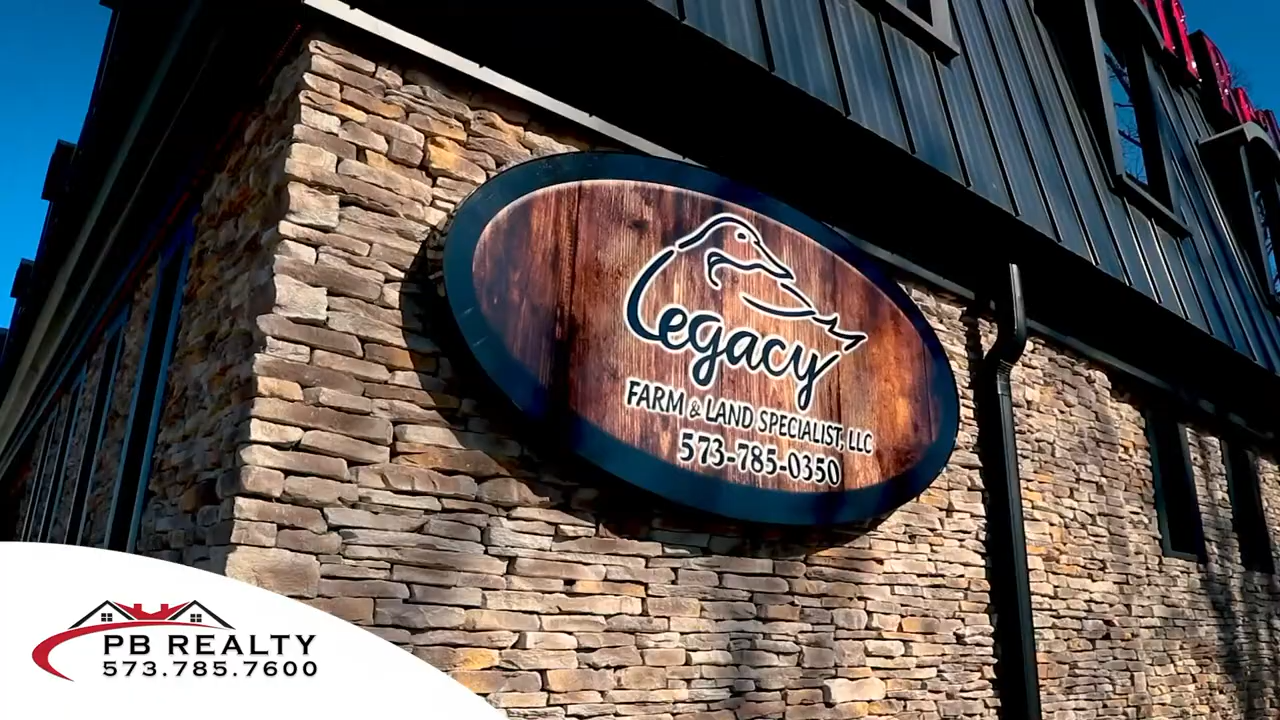 Legacy
FARM & LAND SPECIALIST, LLC
573-785-0350
PB REALTY
573.785.7600